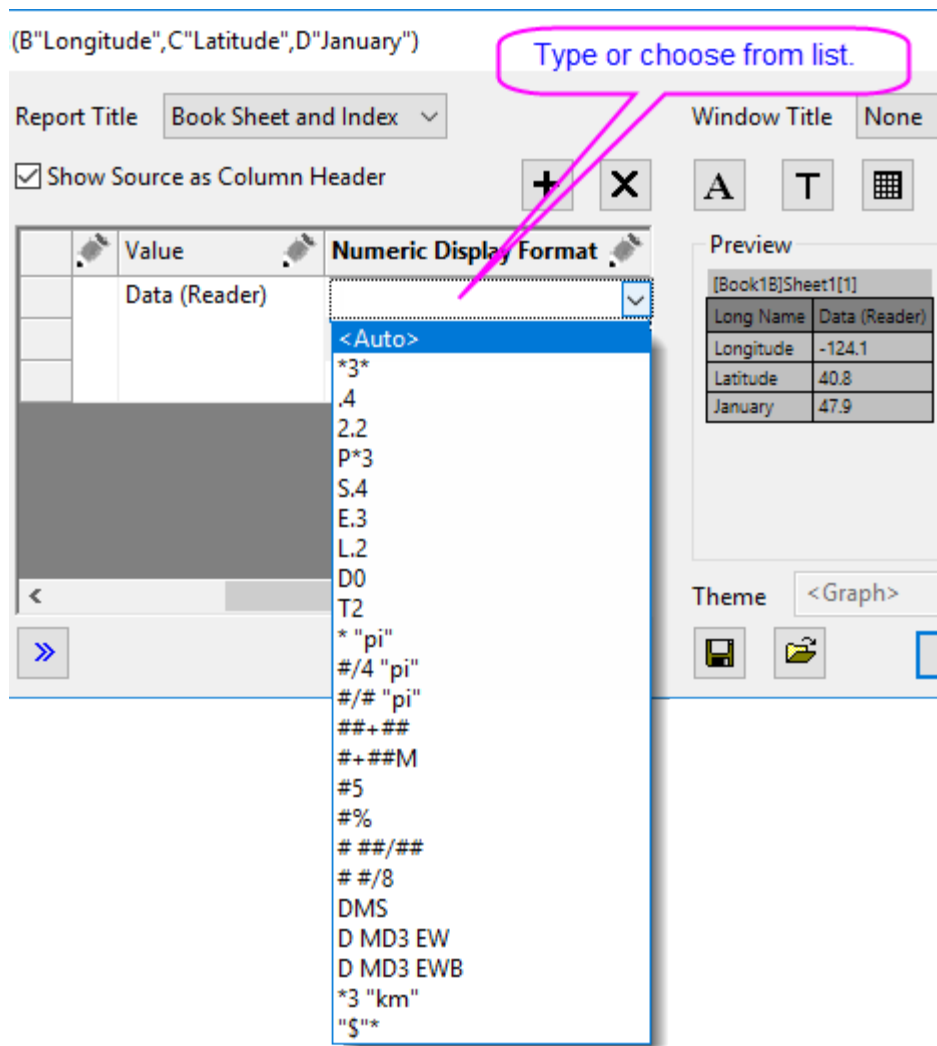 (B"Longitude",C"Latitude",D"January")
Type or choose from list.
Report Title Book Sheet and Index
Window Title None
Show Source as Column Header
A T
Value Numeric Display Format
Data (Reader)
Preview
[Book1B]Sheet1[1]
Long Name Data (Reader)
Longitude -124.1
Latitude 40.8
January 47.9
<Auto>
*3*
.4
2.2
P*3
S.4
E.3
L.2
D0
T2
* "pi"
#/4 "pi"
#/# "pi"
##+##
#+##M
#5
#%
# ##/##
# #/8
DMS
D MD3 EW
D MD3 EWB
*3 "km"
"$"*
Theme <Graph>